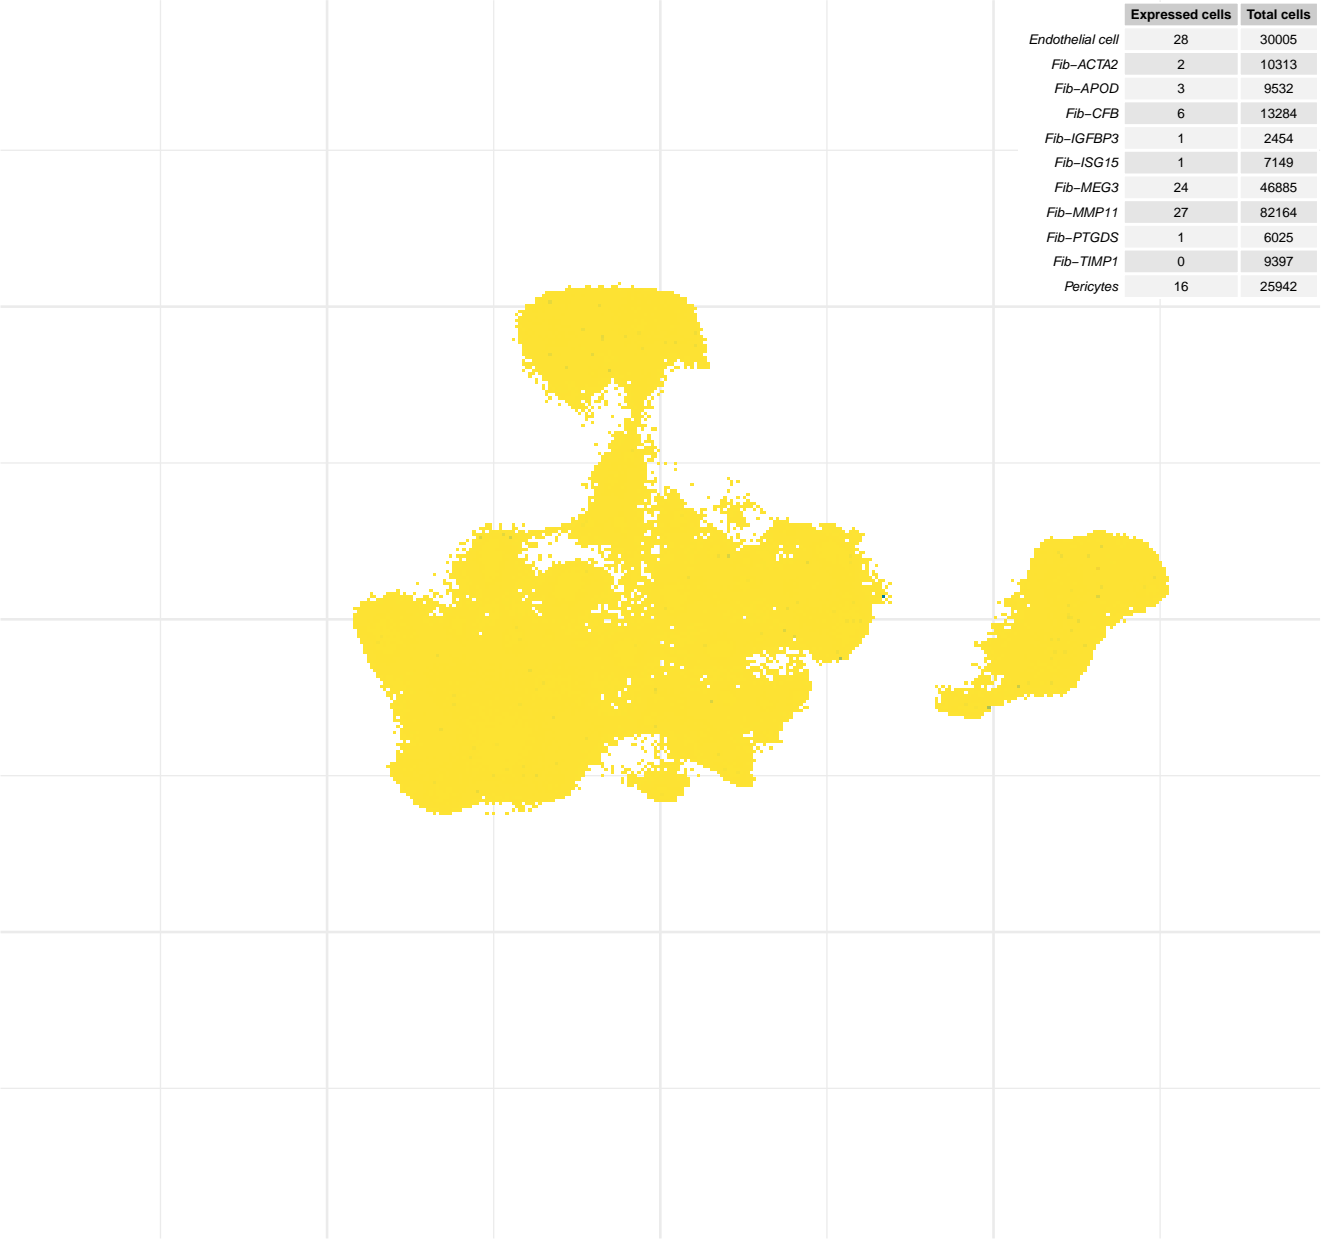 Expressed cells Total cells
Endothelial cell 28 30005
Fib−ACTA2 2 10313
Fib−APOD 3 9532
Fib−CFB 6 13284
Fib−IGFBP3 1 2454
Fib−ISG15 1 7149
Fib−MEG3 24 46885
Fib−MMP11 27 82164
Fib−PTGDS 1 6025
Fib−TIMP1 0 9397
Pericytes 16 25942